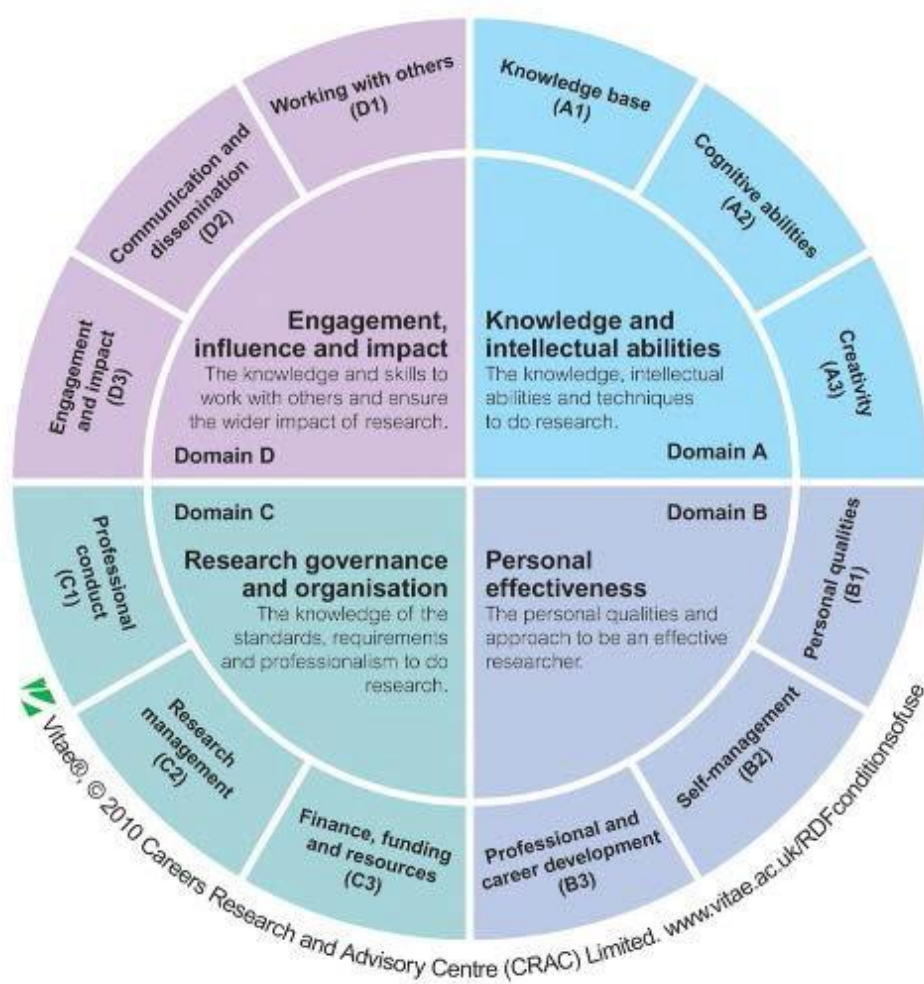 Working with others
(D1)
Knowledge base
(A1)
Communication and
dissemination
(D2)
Cognitive abilities
(A2)
Engagement
and impact
(D3)
Creativity
(A3)
Engagement,
influence and impact
The knowledge and skills to
work with others and ensure
the wider impact of research.
Domain D
Knowledge and
intellectual abilities
The knowledge, intellectual
abilities and techniques
to do research.
Domain A
Domain C
Research governance
and organisation
The knowledge of the
standards, requirements
and professionalism to do
research.
Domain B
Personal
effectiveness
The personal qualities and
approach to be an effective
researcher.
Professional
conduct
(C1)
Personal qualities
(B1)
Research
management
(C2)
Self-management
(B2)
Finance, funding
and resources
(C3)
Professional and
career development
(B3)
Vitae®, © 2010 Careers Research and Advisory Centre (CRAC) Limited. www.vitae.ac.uk/RDFconditionsofuse